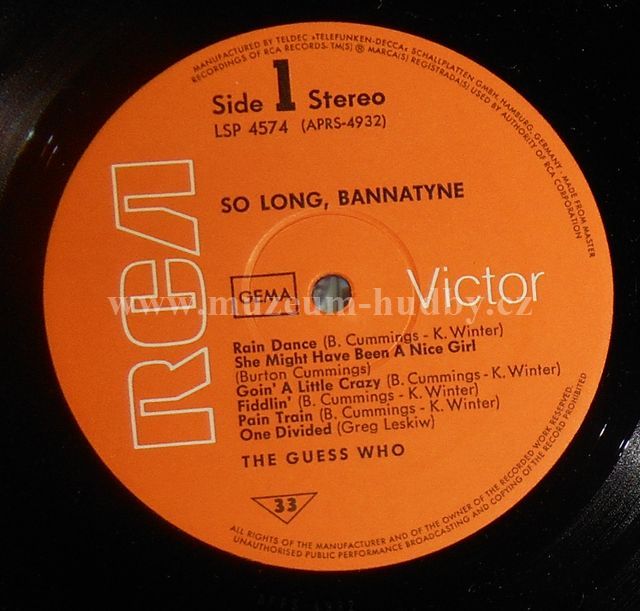 MANUFACTURED BY TELDEC »TELEFUNKEN-DECCA« SCHALLPLATTEN GMBH, HAMBURG, GERMANY · MADE FROM MASTER
RECORDINGS OF RCA RECORDS. TM(S) ® MARCA(S) REGISTRADA(S) USED BY AUTHORITY OF RCA CORPORATION
Side 1 Stereo
LSP 4574 (APRS-4932)
SO LONG, BANNATYNE
RCA
Victor
GEMA
www.muzeum-hudby.cz
Rain Dance (B. Cummings - K. Winter)
She Might Have Been A Nice Girl
(Burton Cummings)
Goin' A Little Crazy (B. Cummings - K. Winter)
Fiddlin' (B. Cummings - K. Winter)
Pain Train (B. Cummings - K. Winter)
One Divided (Greg Leskiw)
THE GUESS WHO
33
ALL RIGHTS OF THE MANUFACTURER AND OF THE OWNER OF THE RECORDED WORK RESERVED.
UNAUTHORISED PUBLIC PERFORMANCE BROADCASTING AND COPYING OF THE RECORD PROHIBITED